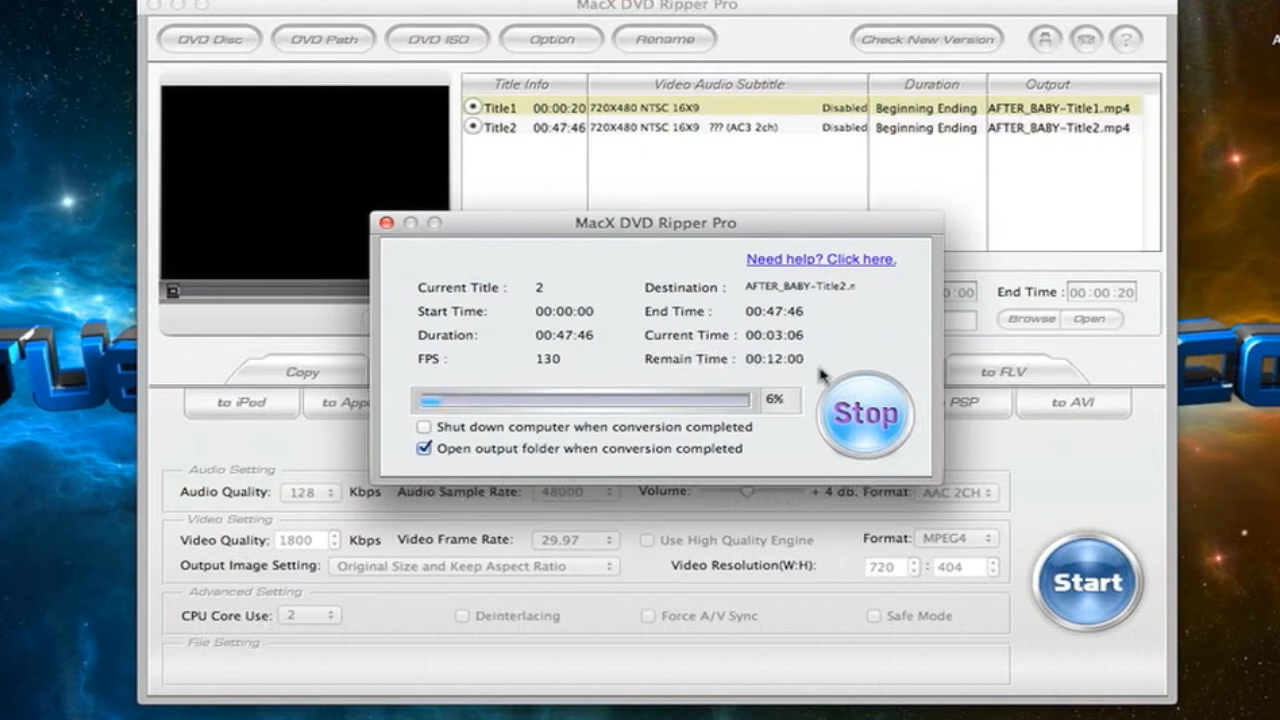 MacX DVD Ripper Pro
DVD Disc DVD Path DVD ISO Option Rename Check New Version ?
Title Info Video Audio Subtitle Duration Output
Title1 00:00:20 720X480 NTSC 16X9 Disabled Beginning Ending AFTER_BABY-Title1.mp4
Title2 00:47:46 720X480 NTSC 16X9 ??? (AC3 2ch) Disabled Beginning Ending AFTER_BABY-Title2.mp4
MacX DVD Ripper Pro
Need help? Click here.
Current Title : 2 Destination : AFTER_BABY-Title2.r
Start Time: 00:00:00 End Time : 00:47:46
Duration: 00:47:46 Current Time : 00:03:06
FPS : 130 Remain Time : 00:12:00
6%
Stop
Shut down computer when conversion completed
Open output folder when conversion completed
0:00 End Time : 00:00:20
Browse Open
Copy to FLV
to iPod to App PSP to AVI
Audio Setting
Audio Quality: 128 Kbps Audio Sample Rate: 48000 Volume: + 4 db. Format: AAC 2CH
Video Setting
Video Quality: 1800 Kbps Video Frame Rate: 29.97 Use High Quality Engine Format: MPEG4
Output Image Setting: Original Size and Keep Aspect Ratio Video Resolution(W:H): 720 : 404
Advanced Setting
CPU Core Use: 2 Deinterlacing Force A/V Sync Safe Mode
File Setting
Start